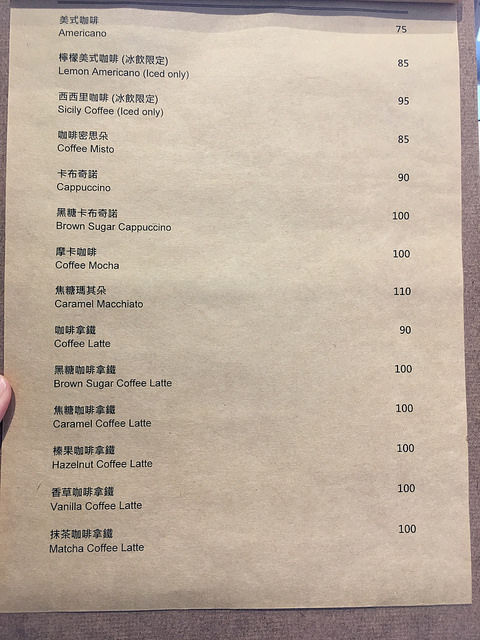 美式咖啡
Americano 75
檸檬美式咖啡 (冰飲限定)
Lemon Americano (Iced only) 85
西西里咖啡 (冰飲限定)
Sicily Coffee (Iced only) 95
咖啡密思朵
Coffee Misto 85
卡布奇諾
Cappuccino 90
黑糖卡布奇諾
Brown Sugar Cappuccino 100
摩卡咖啡
Coffee Mocha 100
焦糖瑪其朵
Caramel Macchiato 110
咖啡拿鐵
Coffee Latte 90
黑糖咖啡拿鐵
Brown Sugar Coffee Latte 100
焦糖咖啡拿鐵
Caramel Coffee Latte 100
榛果咖啡拿鐵
Hazelnut Coffee Latte 100
香草咖啡拿鐵
Vanilla Coffee Latte 100
抹茶咖啡拿鐵
Matcha Coffee Latte 100